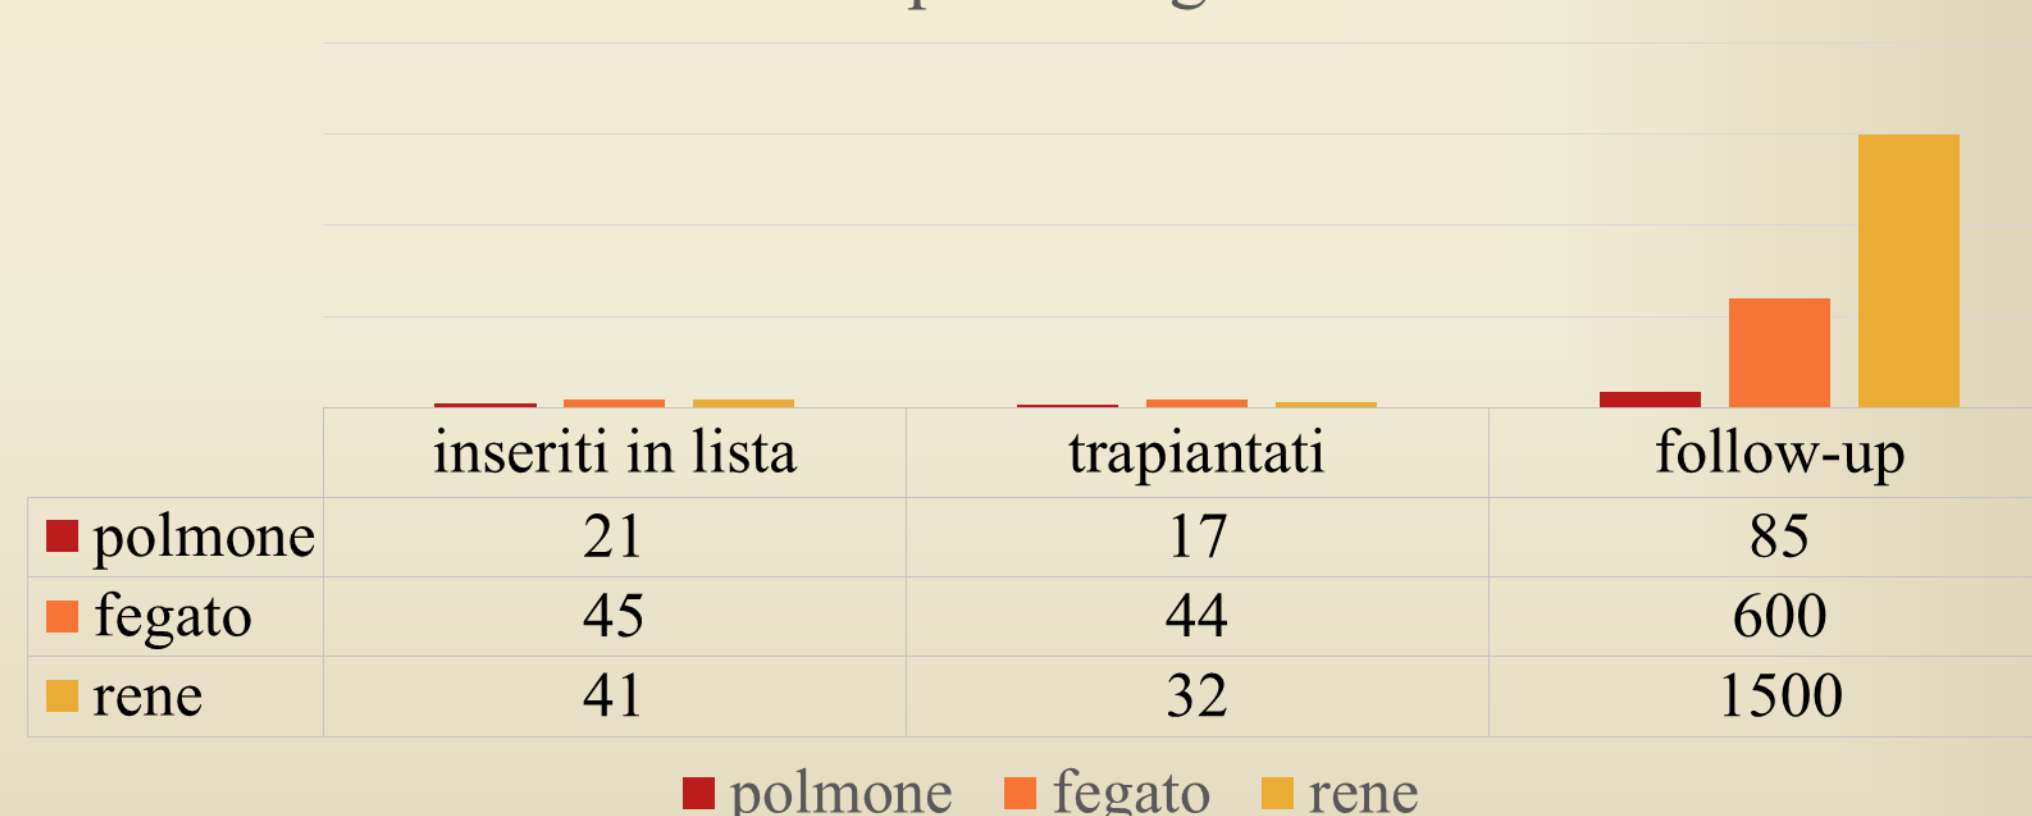 inseriti in lista trapiantati follow-up
polmone 21 17 85
fegato 45 44 600
rene 41 32 1500
polmone fegato rene